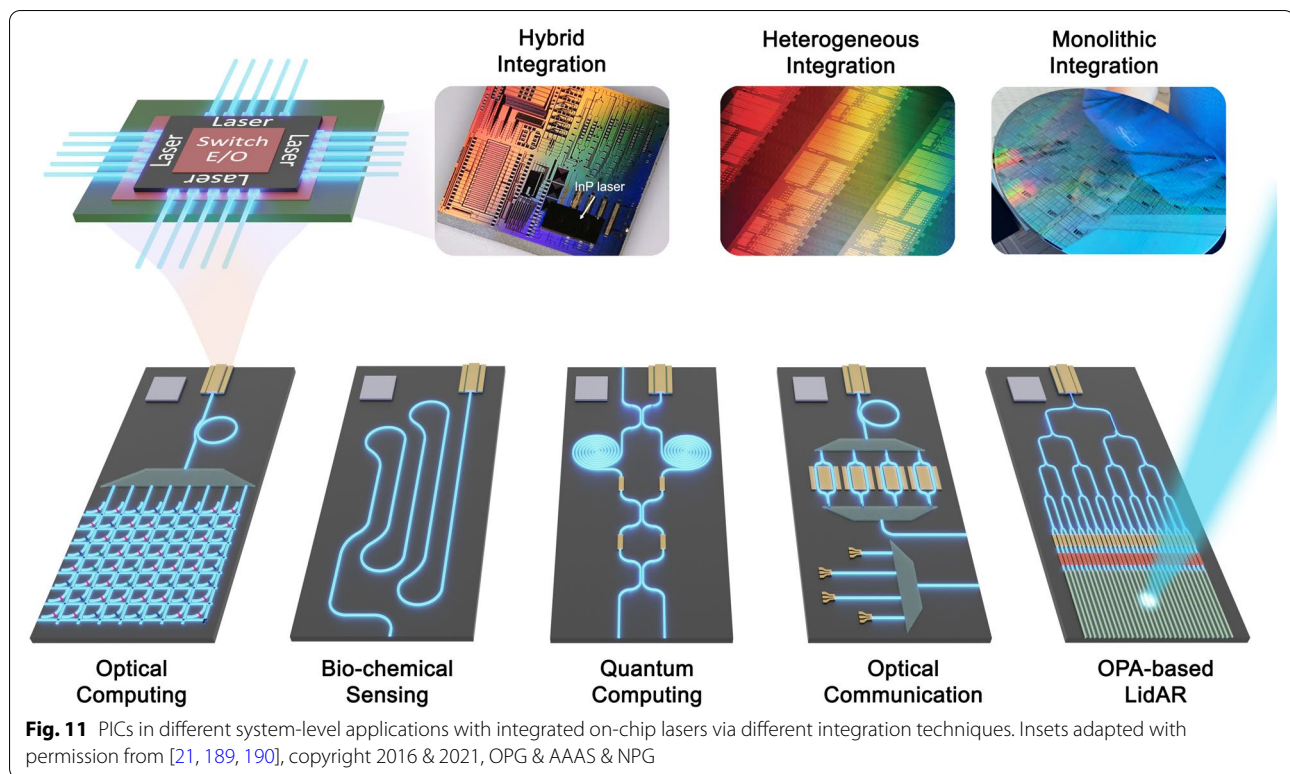 Hybrid
Integration
Heterogeneous
Integration
Monolithic
Integration
Laser
Laser
Switch
E/O
Laser
Laser
InP laser
Optical
Computing
Bio-chemical
Sensing
Quantum
Computing
Optical
Communication
OPA-based
LidAR
Fig. 11 PICs in different system-level applications with integrated on-chip lasers via different integration techniques. Insets adapted with
permission from [21, 189, 190], copyright 2016 & 2021, OPG & AAAS & NPG